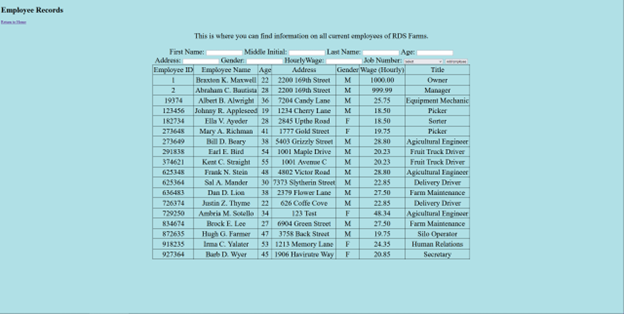 Employee Records
Return to Home
This is where you can find information on all current employees of RDS Farms.
First Name: Middle Initial: Last Name: Age:
Address: Gender: HourlyWage: Job Number:
Employee ID Employee Name Age Address Gender Wage (Hourly) Title
1 Braxton K. Maxwell 22 2200 169th Street M 1000.00 Owner
2 Abraham C. Bautista 28 2200 169th Street M 999.99 Manager
19374 Albert B. Alwright 36 7204 Candy Lane M 25.75 Equipment Mechanic
123456 Johnny R. Appleseed 19 1234 Cherry Lane M 18.50 Picker
182734 Ella V. Ayeder 28 2845 Upthe Road F 18.50 Sorter
273648 Mary A. Richman 41 1777 Gold Street F 19.75 Picker
273649 Bill D. Beary 38 5403 Grizzly Street M 28.80 Agicultural Engineer
291838 Earl E. Bird 54 1001 Maple Drive M 20.23 Fruit Truck Driver
374621 Kent C. Straight 55 1001 Avenue C M 20.23 Fruit Truck Driver
625348 Frank N. Stein 48 4802 Victor Road M 28.80 Agicultural Engineer
625364 Sal A. Mander 30 7373 Slytherin Street M 22.85 Delivery Driver
636483 Dan D. Lion 38 2379 Flower Lane M 27.50 Farm Maintenance
726374 Justin Z. Thyme 22 626 Coffe Cove M 22.85 Delivery Driver
729250 Ambria M. Sotello 34 123 Test F 48.34 Agicultural Engineer
834674 Brock E. Lee 27 6904 Green Street M 27.50 Farm Maintenance
872635 Hugh G. Farmer 47 3758 Back Street M 19.75 Silo Operator
918235 Irma C. Yalater 53 1213 Memory Lane F 24.35 Human Relations
927364 Barb D. Wyer 45 1906 Havirutre Way F 20.85 Secretary